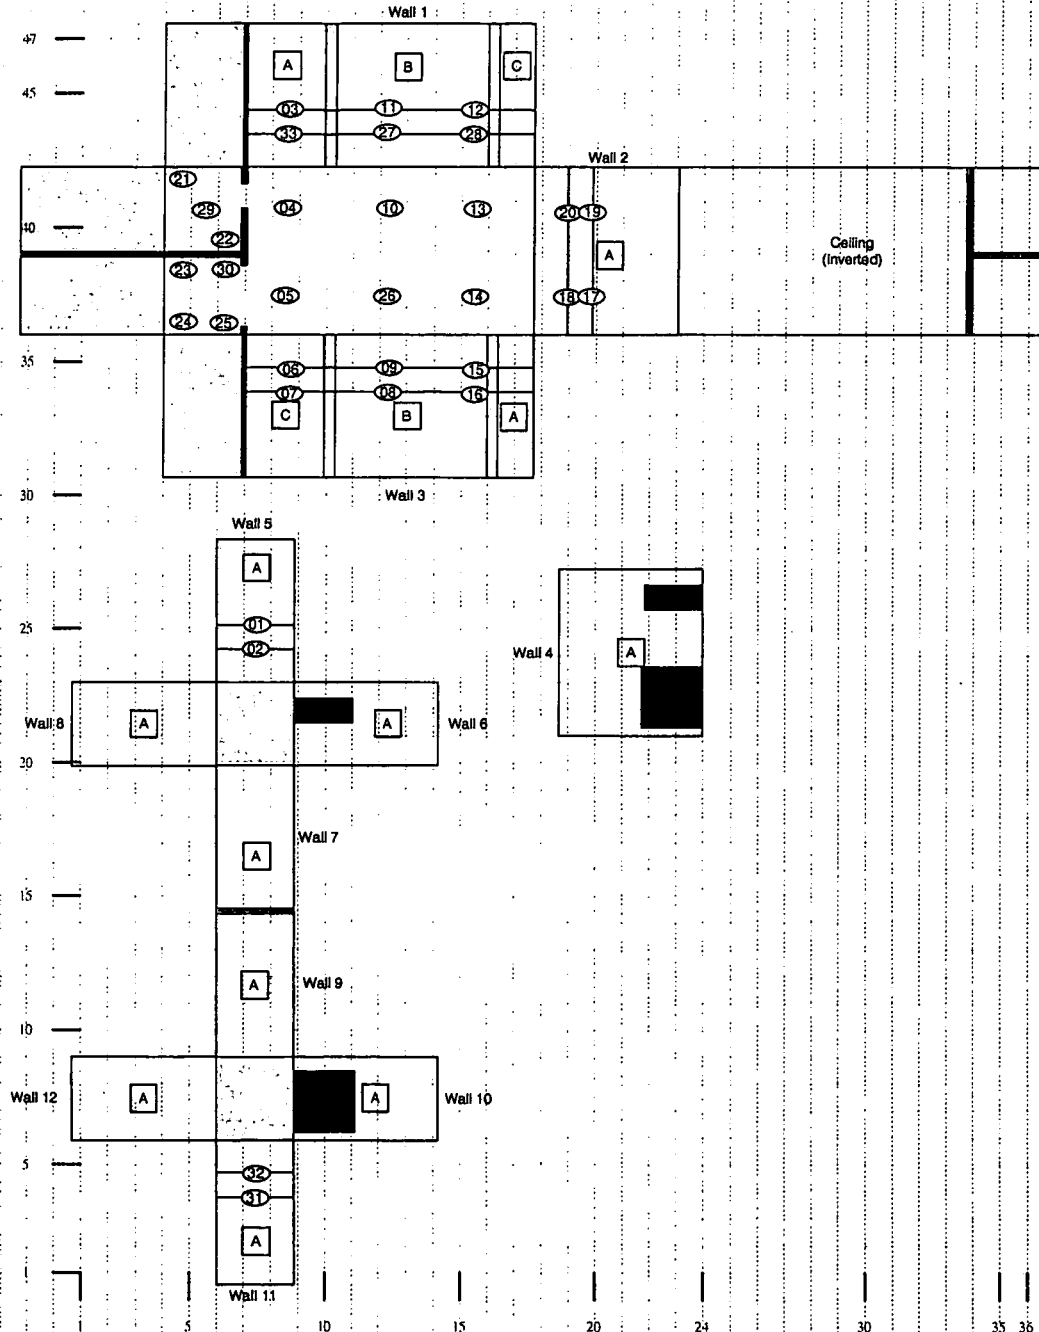 Wall 1
47
A B C
45
03 11 12
33 27 28
Wall 2
21
29 04 10 13 20 19
40
22
A
Ceiling
(Inverted)
23 30
05 26 14 18 17
24 25
35
06 09 15
07 08 16
C B A
30
Wall 3
Wall 5
A
25
01
02
Wall 4 A
Wall 8 A A Wall 6
20
Wall 7
A
15
A Wall 9
10
Wall 12 A A Wall 10
5
32
31
A
1
Wall 11
1 5 10 15 20 24 30 35 36